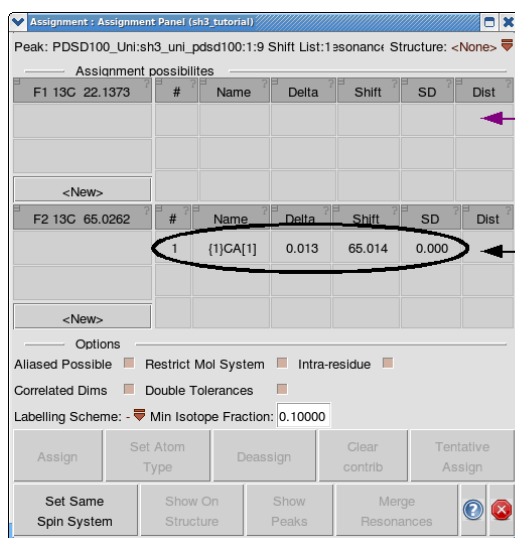 Assignment : Assignment Panel (sh3_tutorial)
Peak: PDSD100_Uni:sh3_uni_pdsd100:1:9 Shift List:1 esonance Structure: <None>
Assignment possibilites
F1 13C 22.1373 # Name Delta Shift SD Dist
<New>
F2 13C 65.0262 # Name Delta Shift SD Dist
1 {1}CA[1] 0.013 65.014 0.000
<New>
Options
Aliased Possible Restrict Mol System Intra-residue
Correlated Dims Double Tolerances
Labelling Scheme: - Min Isotope Fraction: 0.10000
Assign Set Atom Type Deassign Clear contrib Tentative Assign
Set Same Spin System Show On Structure Show Peaks Merge Resonances